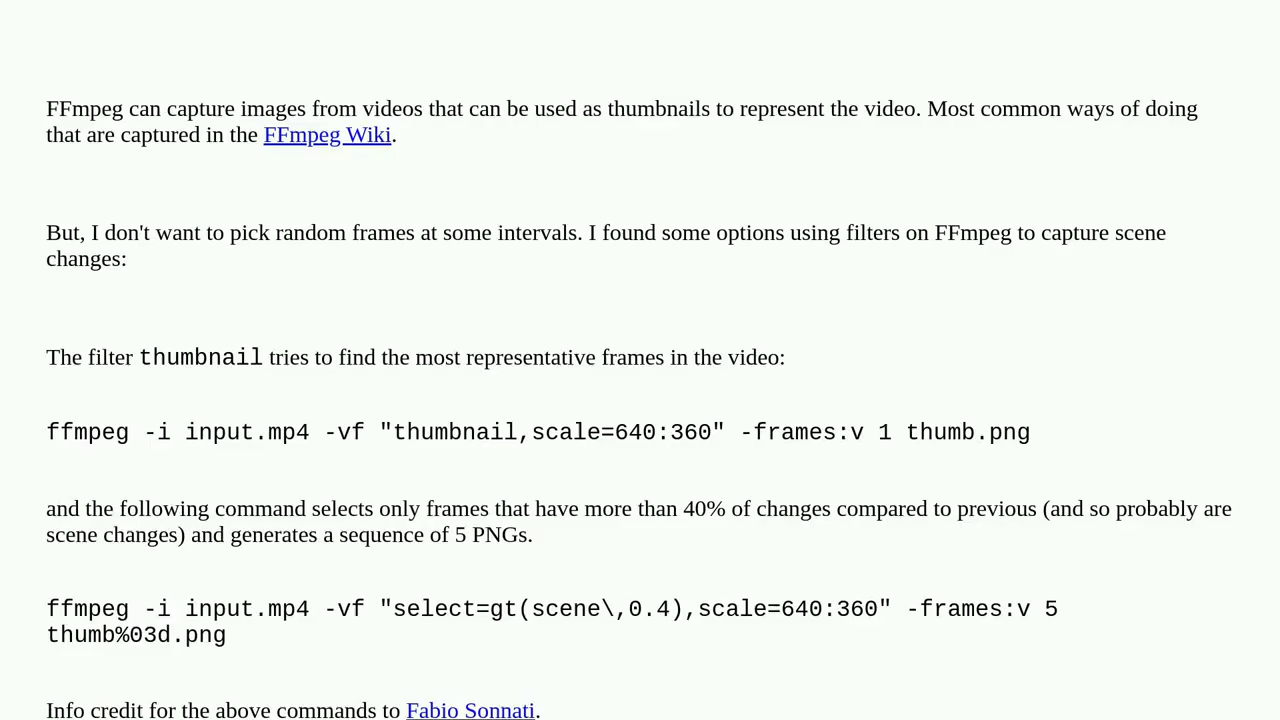 FFmpeg can capture images from videos that can be used as thumbnails to represent the video. Most common ways of doing
that are captured in the FFmpeg Wiki.
But, I don't want to pick random frames at some intervals. I found some options using filters on FFmpeg to capture scene
changes:
The filter thumbnail tries to find the most representative frames in the video:
ffmpeg -i input.mp4 -vf "thumbnail,scale=640:360" -frames:v 1 thumb.png
and the following command selects only frames that have more than 40% of changes compared to previous (and so probably are
scene changes) and generates a sequence of 5 PNGs.
ffmpeg -i input.mp4 -vf "select=gt(scene\,0.4),scale=640:360" -frames:v 5
thumb%03d.png
Info credit for the above commands to Fabio Sonnati.